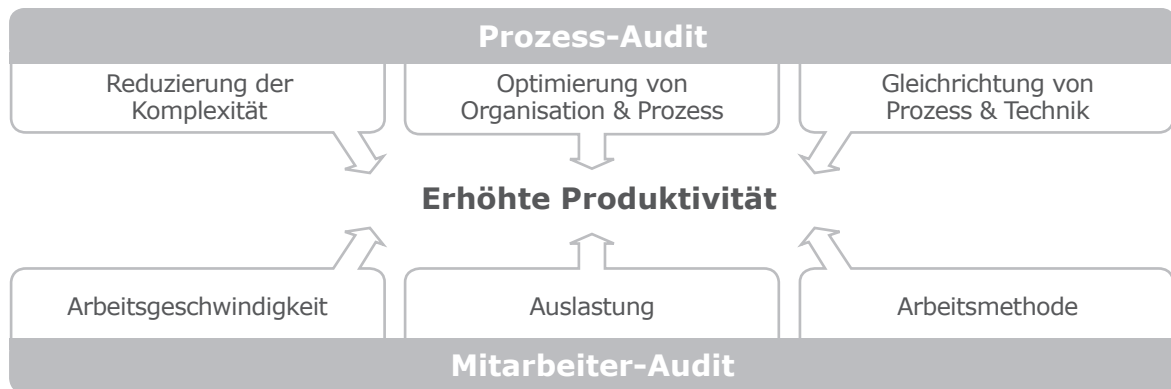 Prozess-Audit
Reduzierung der
Komplexität
Optimierung von
Organisation & Prozess
Gleichrichtung von
Prozess & Technik
Erhöhte Produktivität
Arbeitsgeschwindigkeit
Auslastung
Arbeitsmethode
Mitarbeiter-Audit